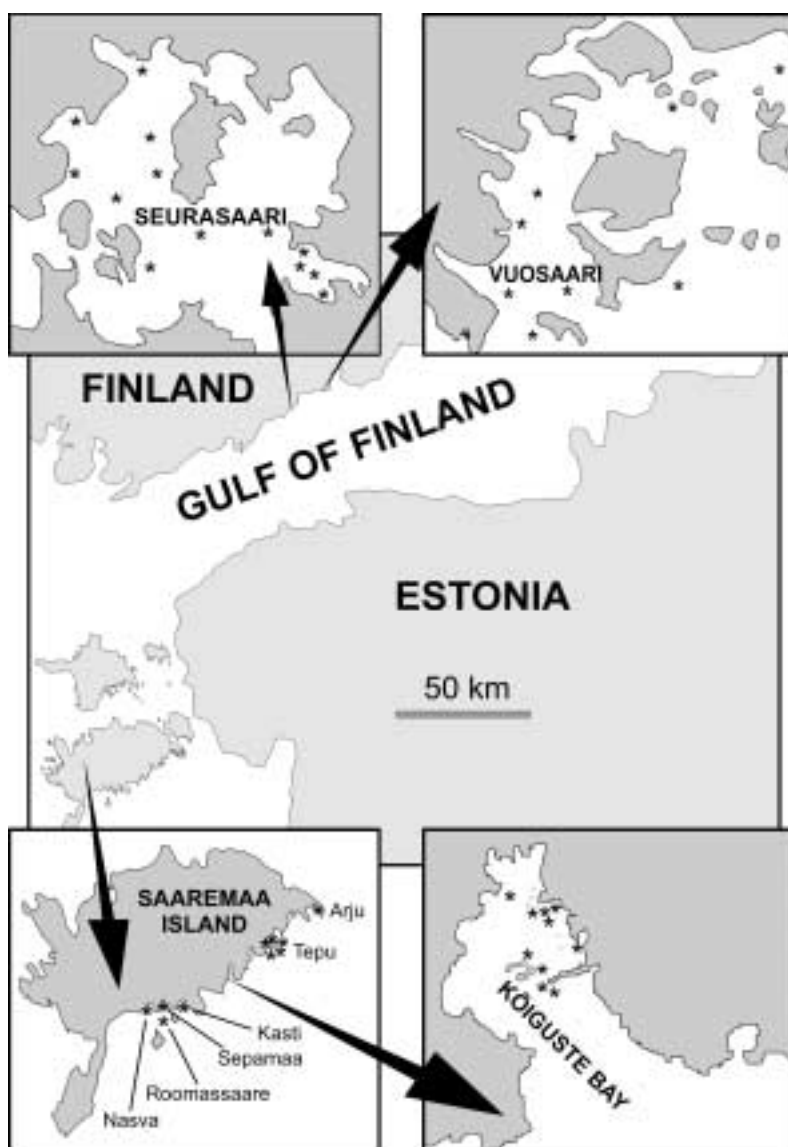 SEURASAARI
VUOSAARI
FINLAND
GULF OF FINLAND
ESTONIA
50 km
SAAREMAA
ISLAND
Arju
Tepu
Kasti
Sepamaa
Roomassaare
Nasva
KÕIGUSTE BAY